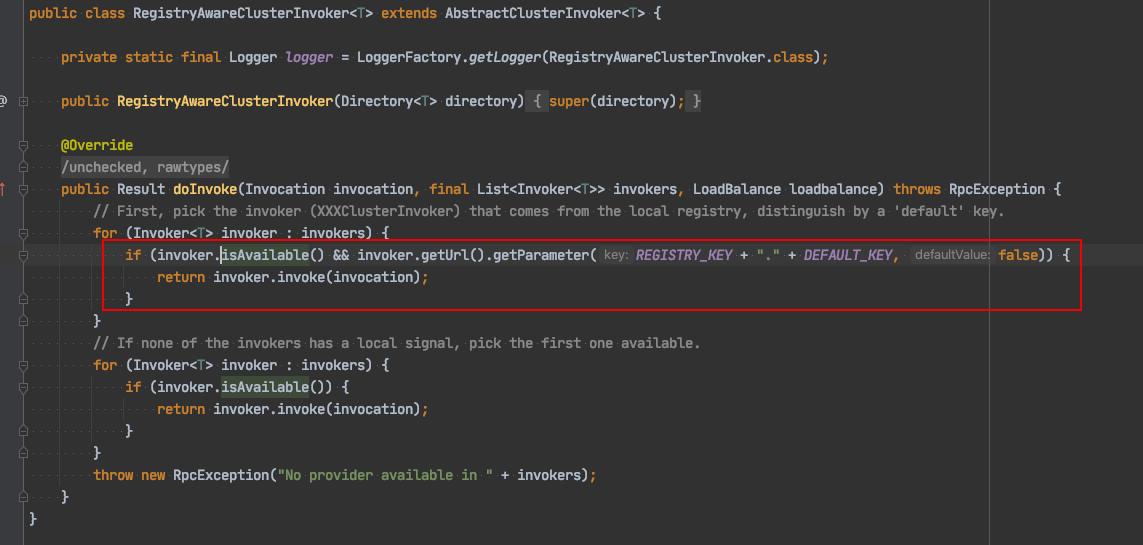 public class RegistryAwareClusterInvoker<T> extends AbstractClusterInvoker<T> {
private static final Logger logger = LoggerFactory.getLogger(RegistryAwareClusterInvoker.class);
@ public RegistryAwareClusterInvoker(Directory<T> directory) { super(directory); }
@Override
/unchecked, rawtypes/
public Result doInvoke(Invocation invocation, final List<Invoker<T>> invokers, LoadBalance loadbalance) throws RpcException {
// First, pick the invoker (XXXClusterInvoker) that comes from the local registry, distinguish by a 'default' key.
for (Invoker<T> invoker : invokers) {
if (invoker.isAvailable() && invoker.getUrl().getParameter( key: REGISTRY_KEY + "." + DEFAULT_KEY, defaultValue: false)) {
return invoker.invoke(invocation);
}
}
// If none of the invokers has a local signal, pick the first one available.
for (Invoker<T> invoker : invokers) {
if (invoker.isAvailable()) {
return invoker.invoke(invocation);
}
}
throw new RpcException("No provider available in " + invokers);
}
}